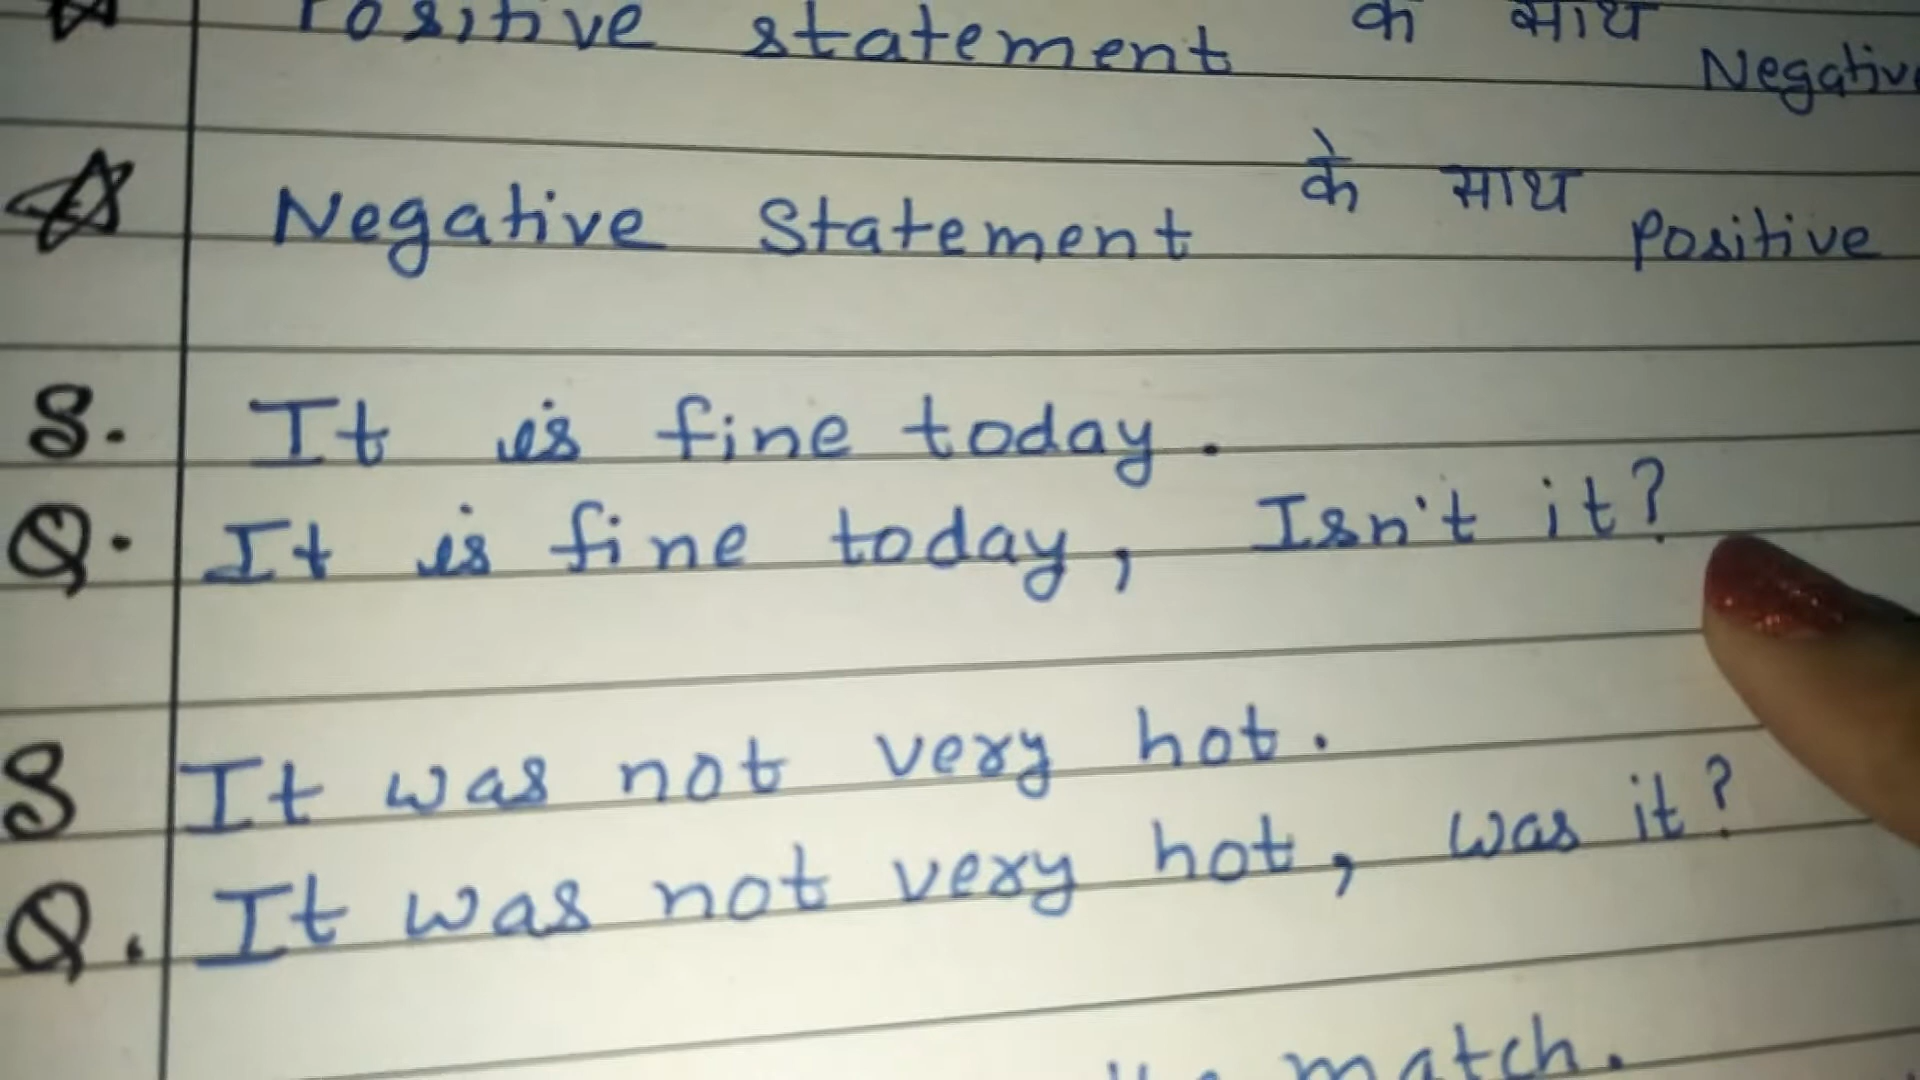 Positive statement के साथ Negative
Negative Statement के साथ Positive
S. It is fine today.
Q. It is fine today, Isn't it?
S It was not very hot.
Q. It was not very hot, was it?
match.